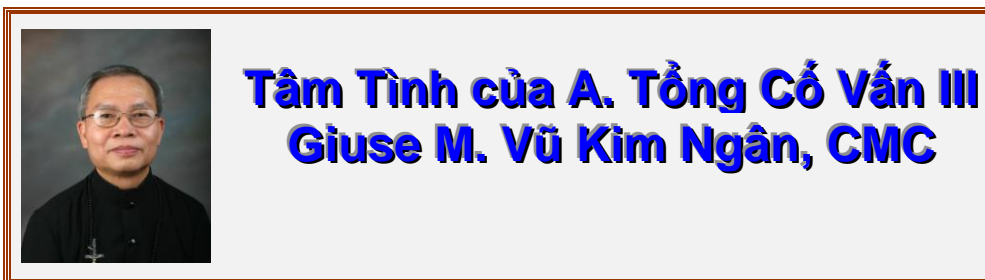 Tâm Tình của A. Tổng Cố Vấn III
Giuse M. Vũ Kim Ngân, CMC